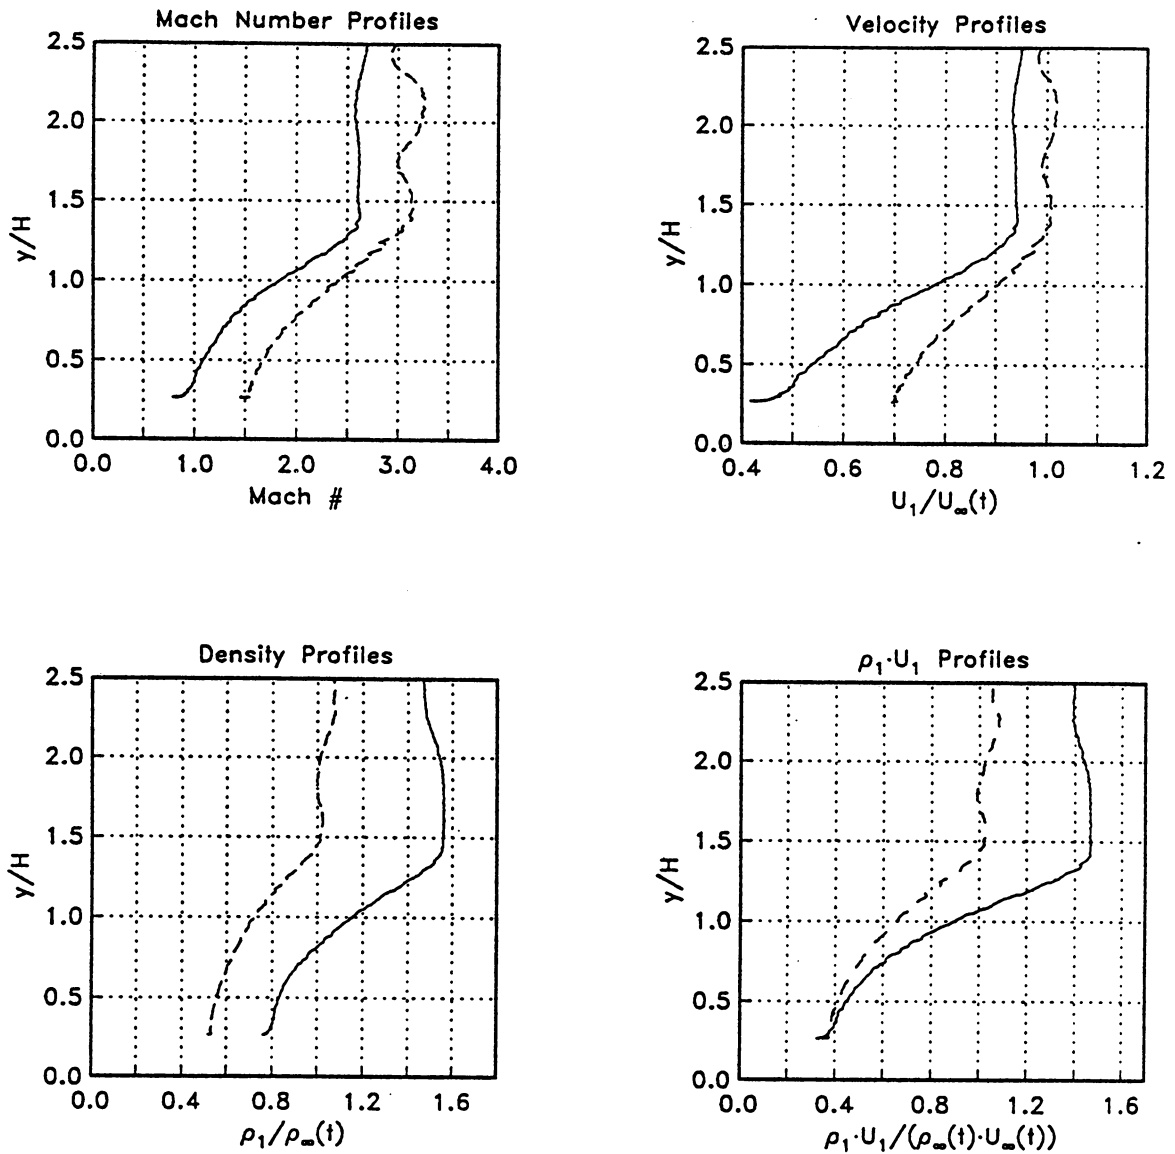 Mach Number Profiles
2.5
2.0
1.5
1.0
0.5
0.0
y/H
0.0 1.0 2.0 3.0 4.0
Mach #
Velocity Profiles
2.5
2.0
1.5
1.0
0.5
0.0
y/H
0.4 0.6 0.8 1.0 1.2
U₁/U∞(t)
Density Profiles
2.5
2.0
1.5
1.0
0.5
0.0
y/H
0.0 0.4 0.8 1.2 1.6
ρ₁/ρ∞(t)
ρ₁·U₁ Profiles
2.5
2.0
1.5
1.0
0.5
0.0
y/H
0.0 0.4 0.8 1.2 1.6
ρ₁·U₁/(ρ∞(t)·U∞(t))